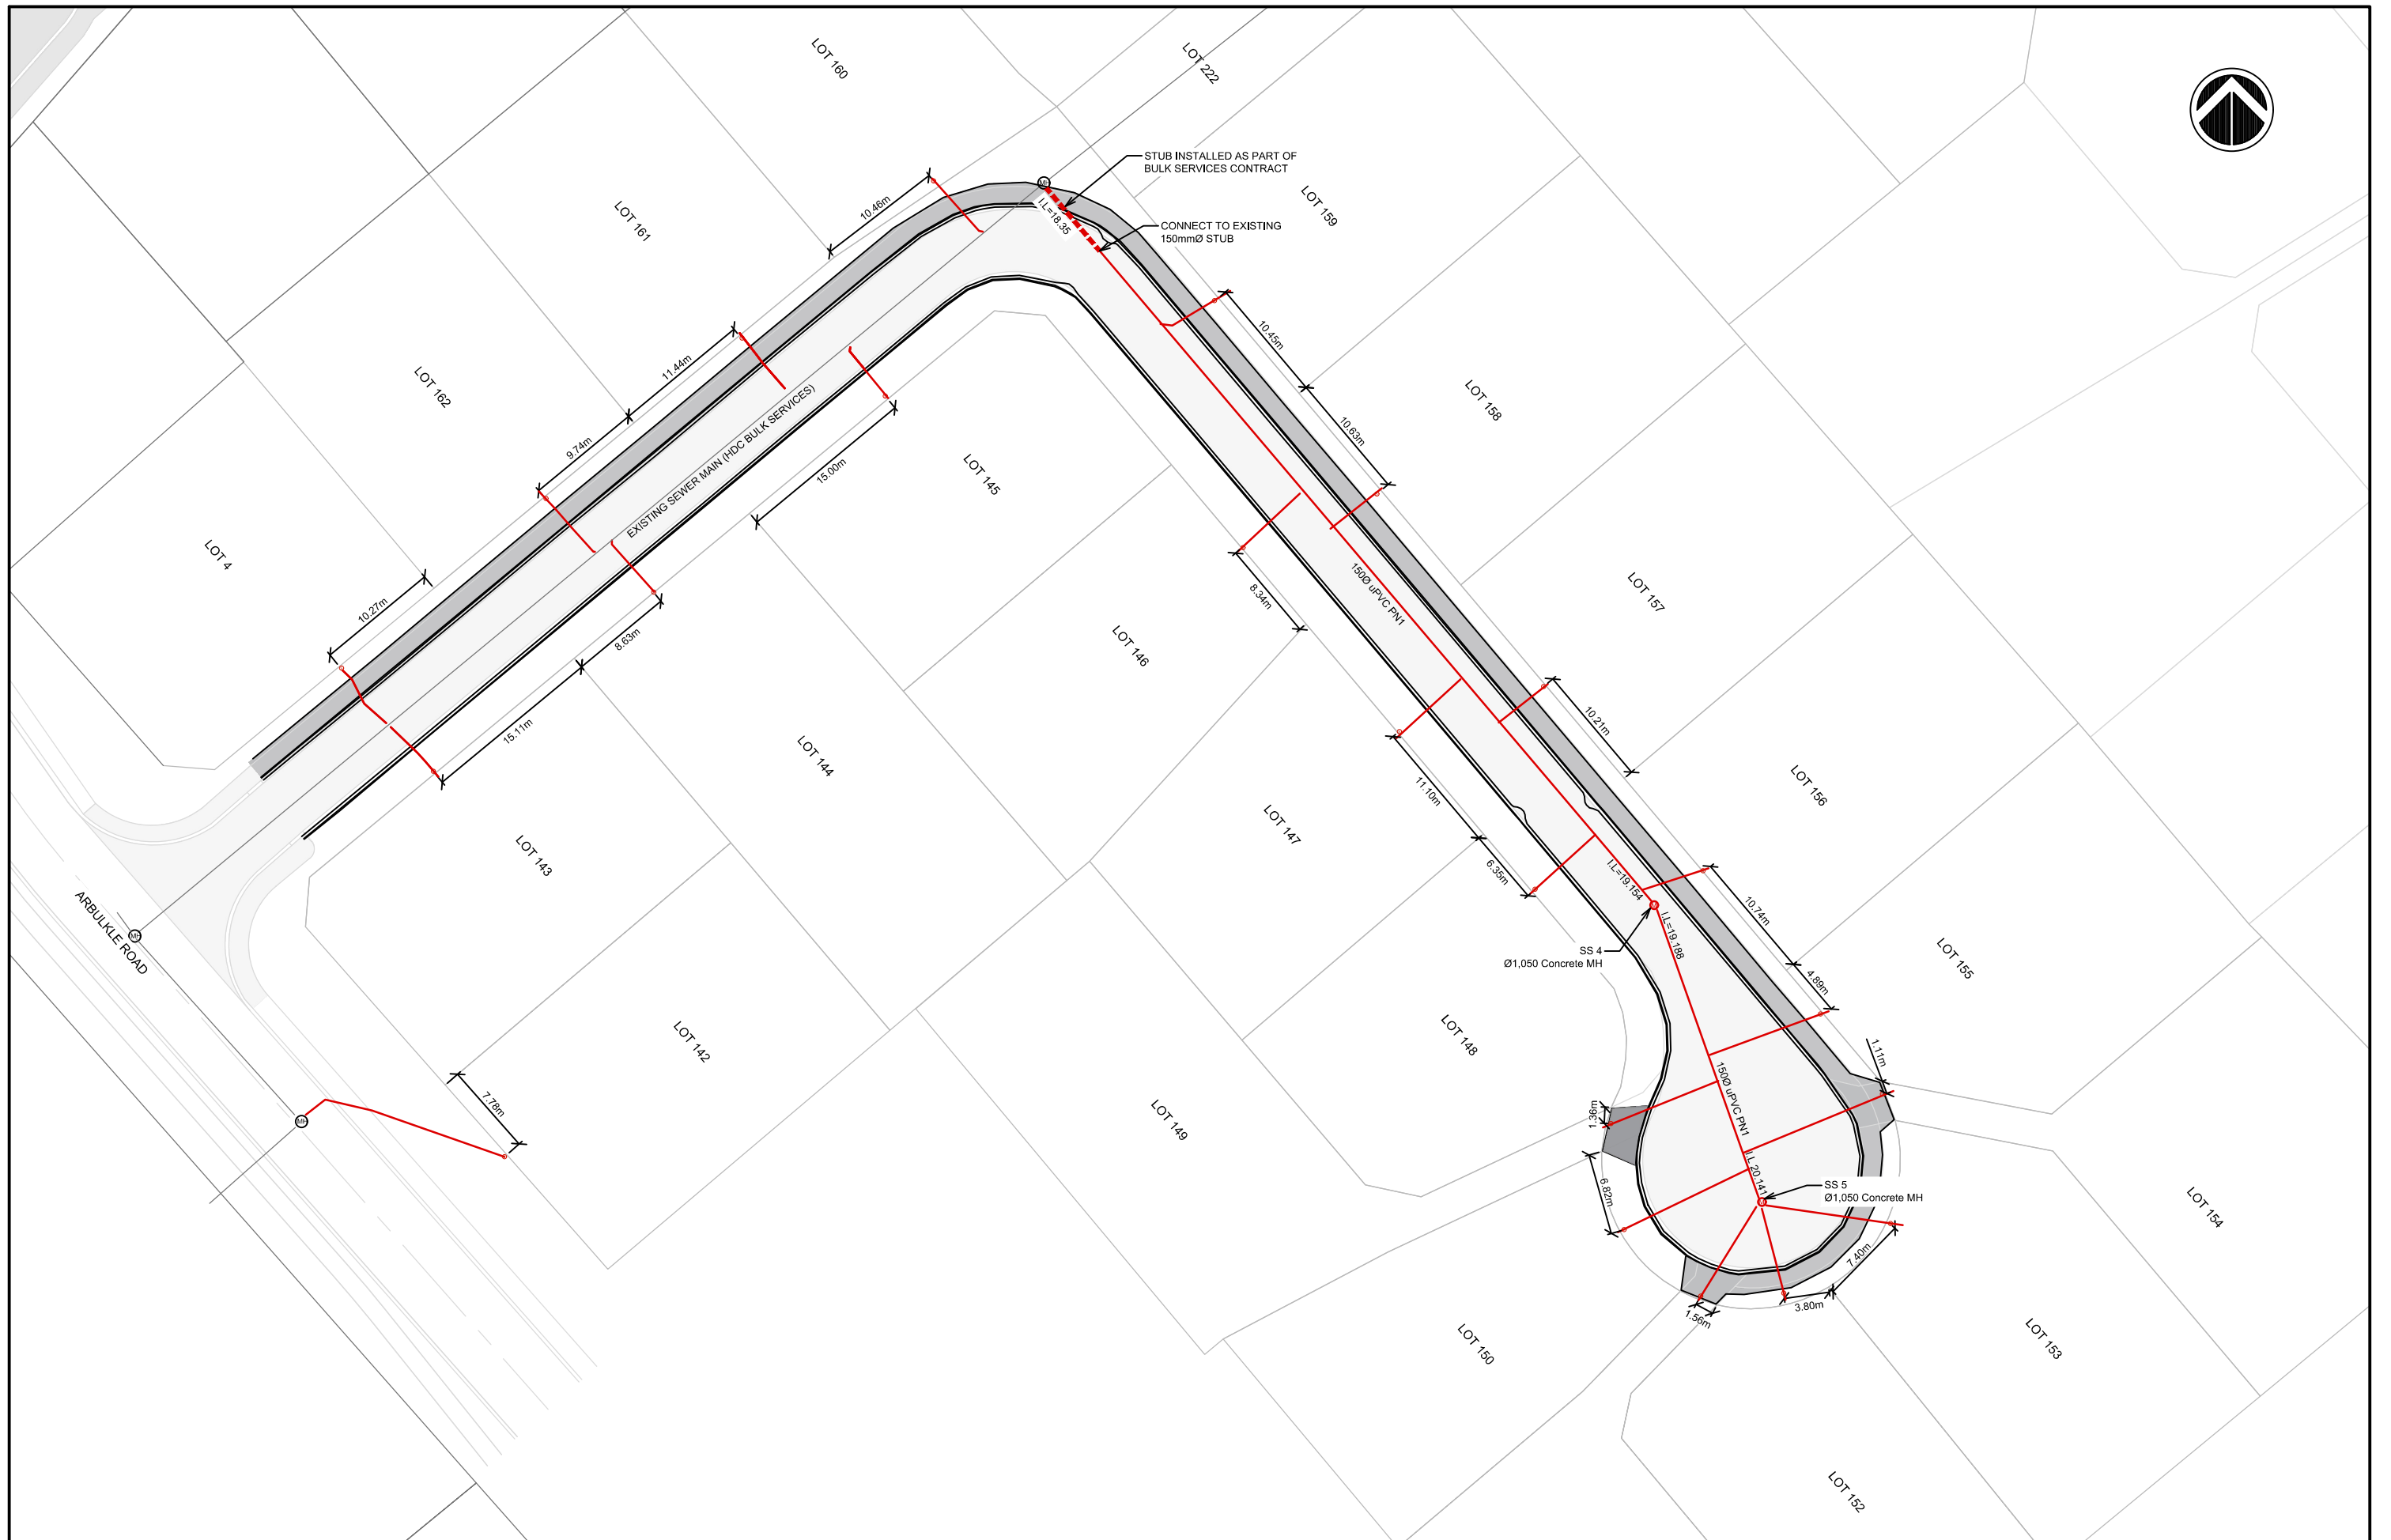 LOT 160
LOT 222
STUB INSTALLED AS PART OF
BULK SERVICES CONTRACT
I.L=18.35
CONNECT TO EXISTING
150mmØ STUB
LOT 159
LOT 161
10.46m
10.45m
11.44m
LOT 162
LOT 158
10.63m
9.74m
EXISTING SEWER MAIN (HDC BULK SERVICES)
15.00m
LOT 145
LOT 4
10.27m
8.63m
8.34m
150Ø uPVC PN1
LOT 157
LOT 146
10.21m
15.11m
LOT 144
11.10m
LOT 156
LOT 143
LOT 147
6.35m
I.L=19.154
10.74m
ARBULKLE ROAD
MH
MH
MH
SS 4
Ø1,050 Concrete MH
I.L=19.188
4.89m
LOT 155
LOT 142
LOT 148
1.11m
7.78m
LOT 149
1.36m
150Ø uPVC PN1
6.82m
I.L 20.141
SS 5
Ø1,050 Concrete MH
LOT 154
7.40m
3.80m
1.56m
LOT 150
LOT 153
LOT 152